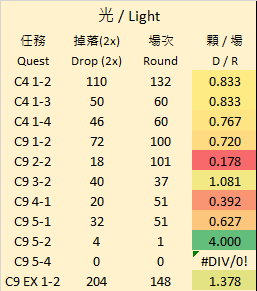 光 / Light
任務 掉落(2x) 場次 顆 / 場
Quest Drop (2x) Round D / R
C4 1-2 110 132 0.833
C4 1-3 50 60 0.833
C4 1-4 46 60 0.767
C9 1-2 72 100 0.720
C9 2-2 18 101 0.178
C9 3-2 40 37 1.081
C9 4-1 20 51 0.392
C9 5-1 32 51 0.627
C9 5-2 4 1 4.000
C9 5-4 0 0 #DIV/0!
C9 EX 1-2 204 148 1.378